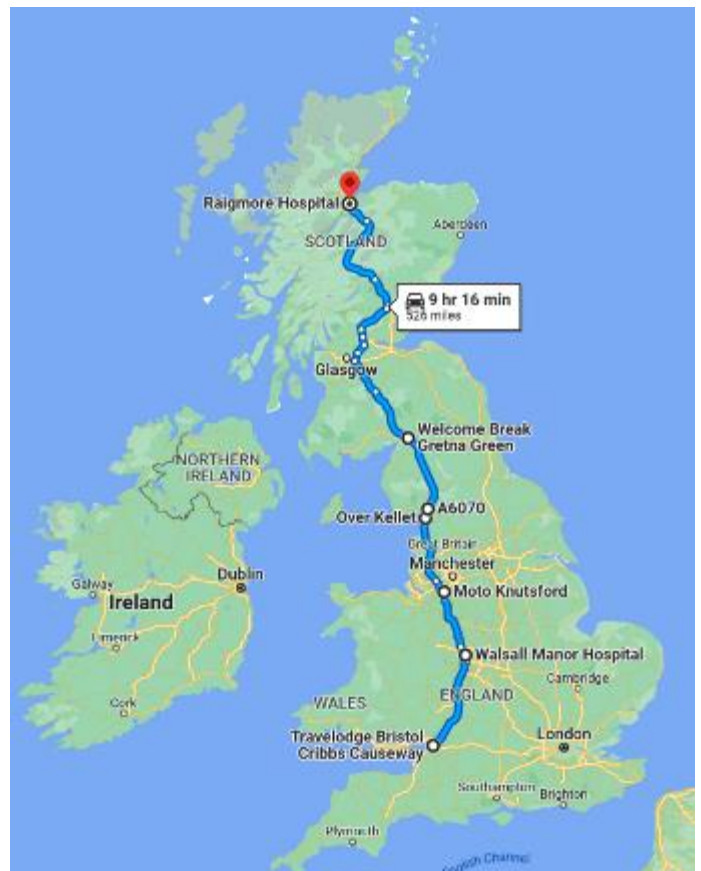 Raigmore Hospital
Aberdeen
SCOTLAND
9 hr 16 min
526 miles
Glasgow
Welcome Break
Gretna Green
NORTHERN
IRELAND
A6070
Over Kellet
Great Britain
Manchester
Dublin
Moto Knutsford
Galway
Ireland
Limerick
Walsall Manor Hospital
Cambridge
WALES
ENGLAND
Cork
Travelodge Bristol
Cribbs Causeway
London
Southampton
Brighton
Plymouth
English Channel